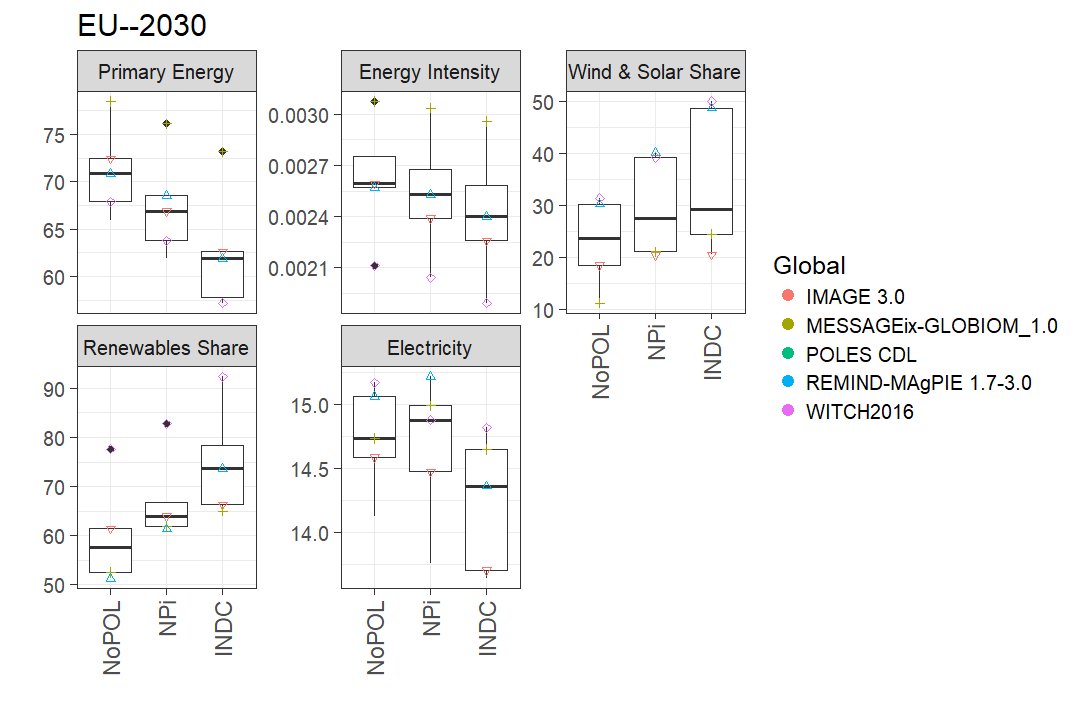 EU--2030
Primary Energy
Energy Intensity
Wind & Solar Share
75
70
65
60
0.0030
0.0027
0.0024
0.0021
50
40
30
20
10
NoPOL
NPi
INDC
Renewables Share
Electricity
90
80
70
60
50
15.0
14.5
14.0
NoPOL
NPi
INDC
NoPOL
NPi
INDC
Global
IMAGE 3.0
MESSAGEix-GLOBIOM_1.0
POLES CDL
REMIND-MAgPIE 1.7-3.0
WITCH2016